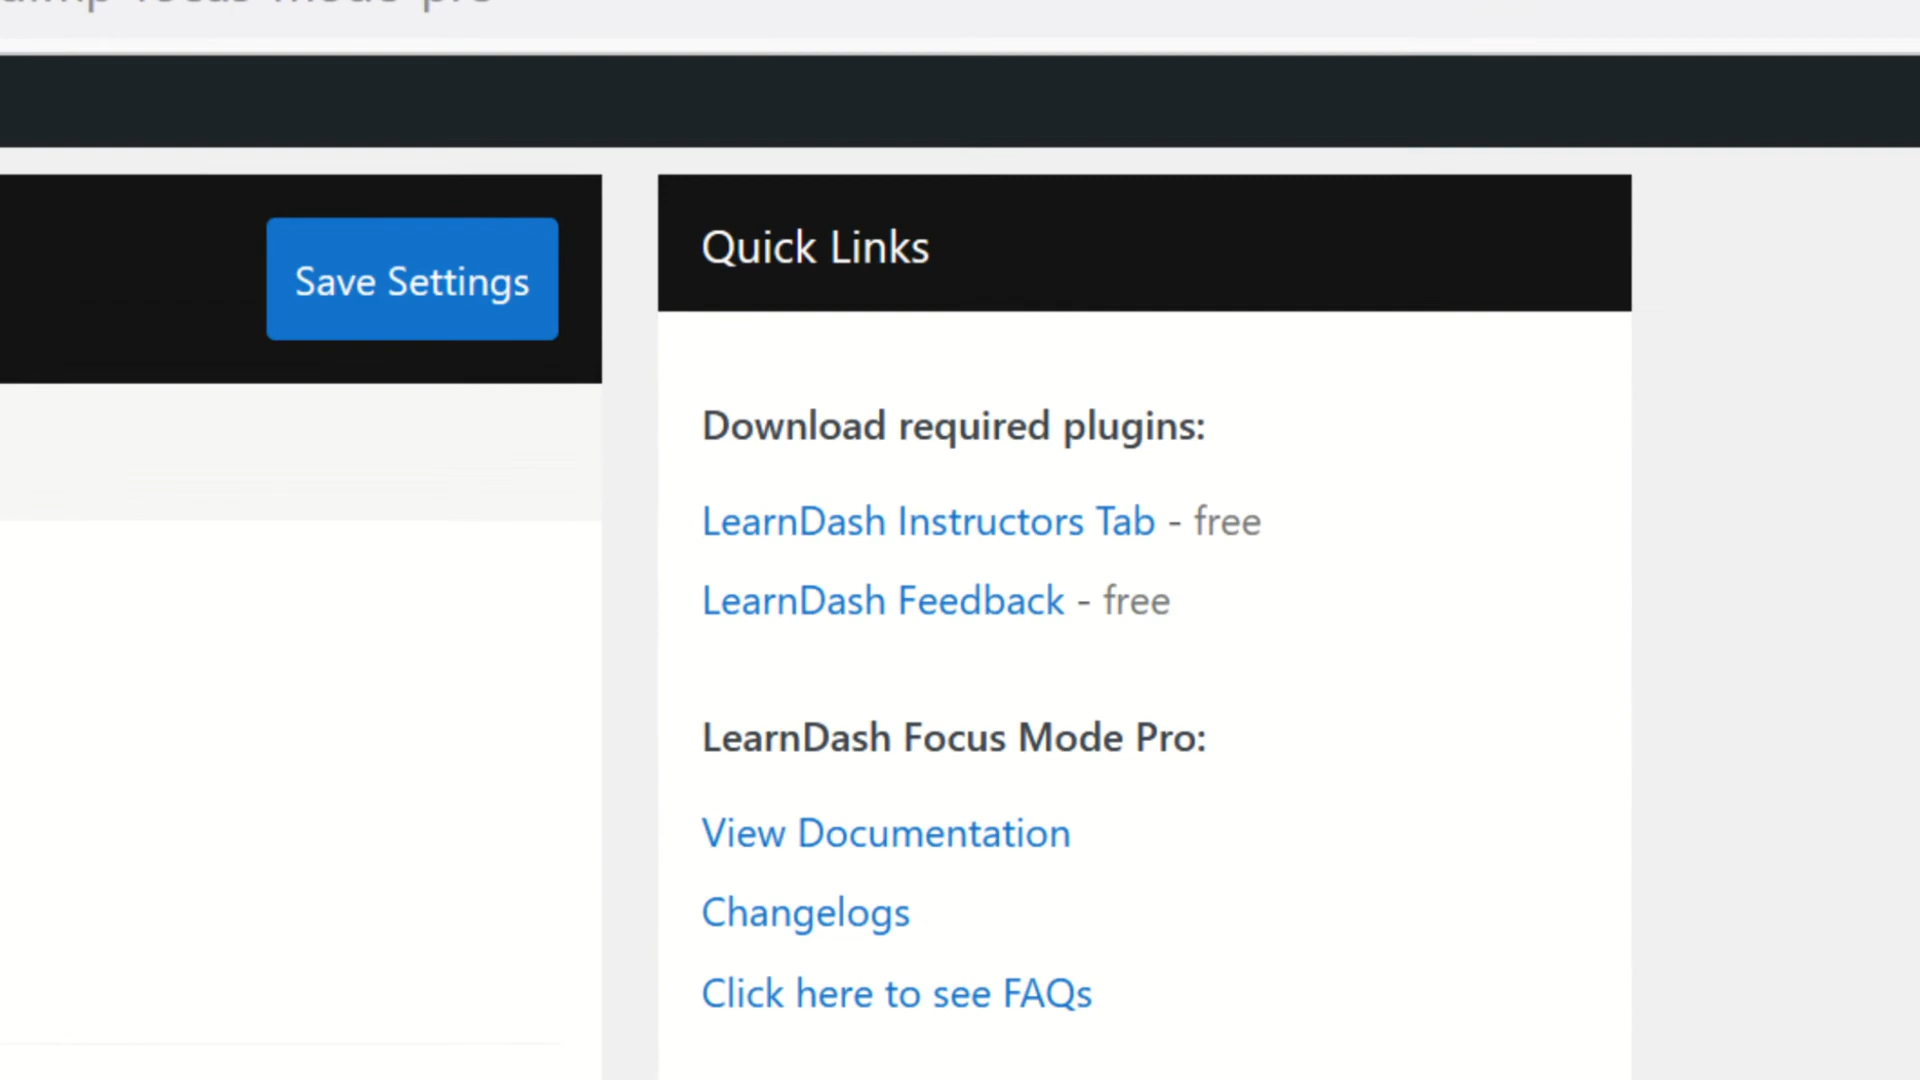 Save Settings
Quick Links
Download required plugins:
LearnDash Instructors Tab - free
LearnDash Feedback - free
LearnDash Focus Mode Pro:
View Documentation
Changelogs
Click here to see FAQs